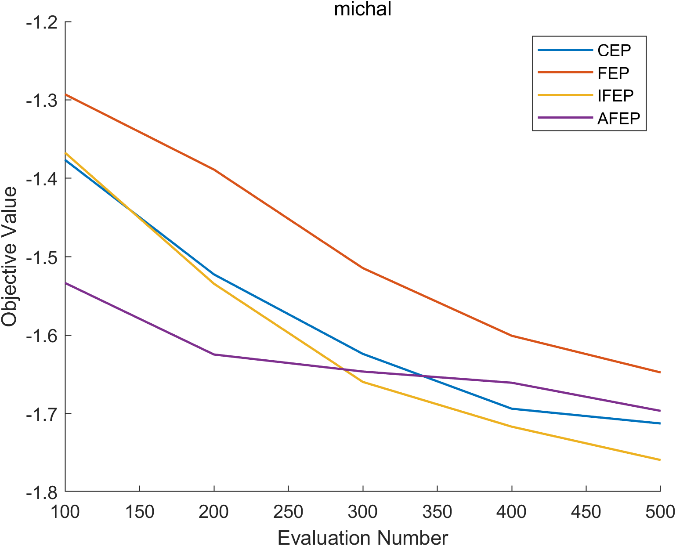 michal
-1.2
-1.3
-1.4
-1.5
-1.6
-1.7
-1.8
Objective Value
CEP
FEP
IFEP
AFEP
100 150 200 250 300 350 400 450 500
Evaluation Number